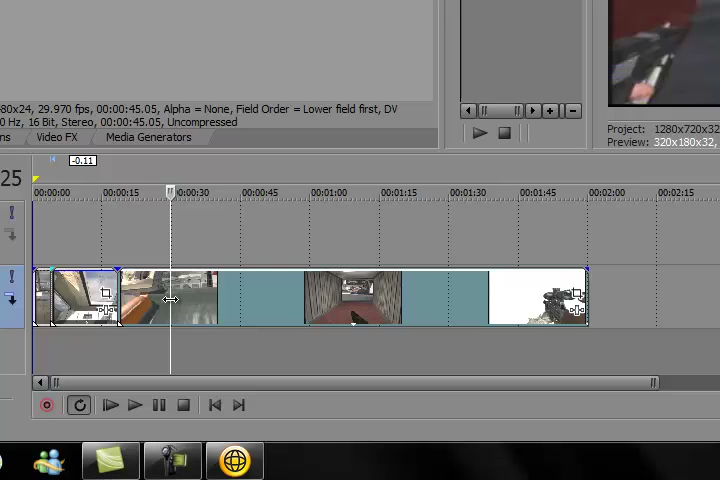 80x24, 29.970 fps, 00:00:45.05, Alpha = None, Field Order = Lower field first, DV
0 Hz, 16 Bit, Stereo, 00:00:45.05, Uncompressed
ns Video FX Media Generators
Project: 1280x720x32
Preview: 320x180x32,
-0.11
25
00:00:00 00:00:15 00:00:30 00:00:45 00:01:00 00:01:15 00:01:30 00:01:45 00:02:00 00:02:15